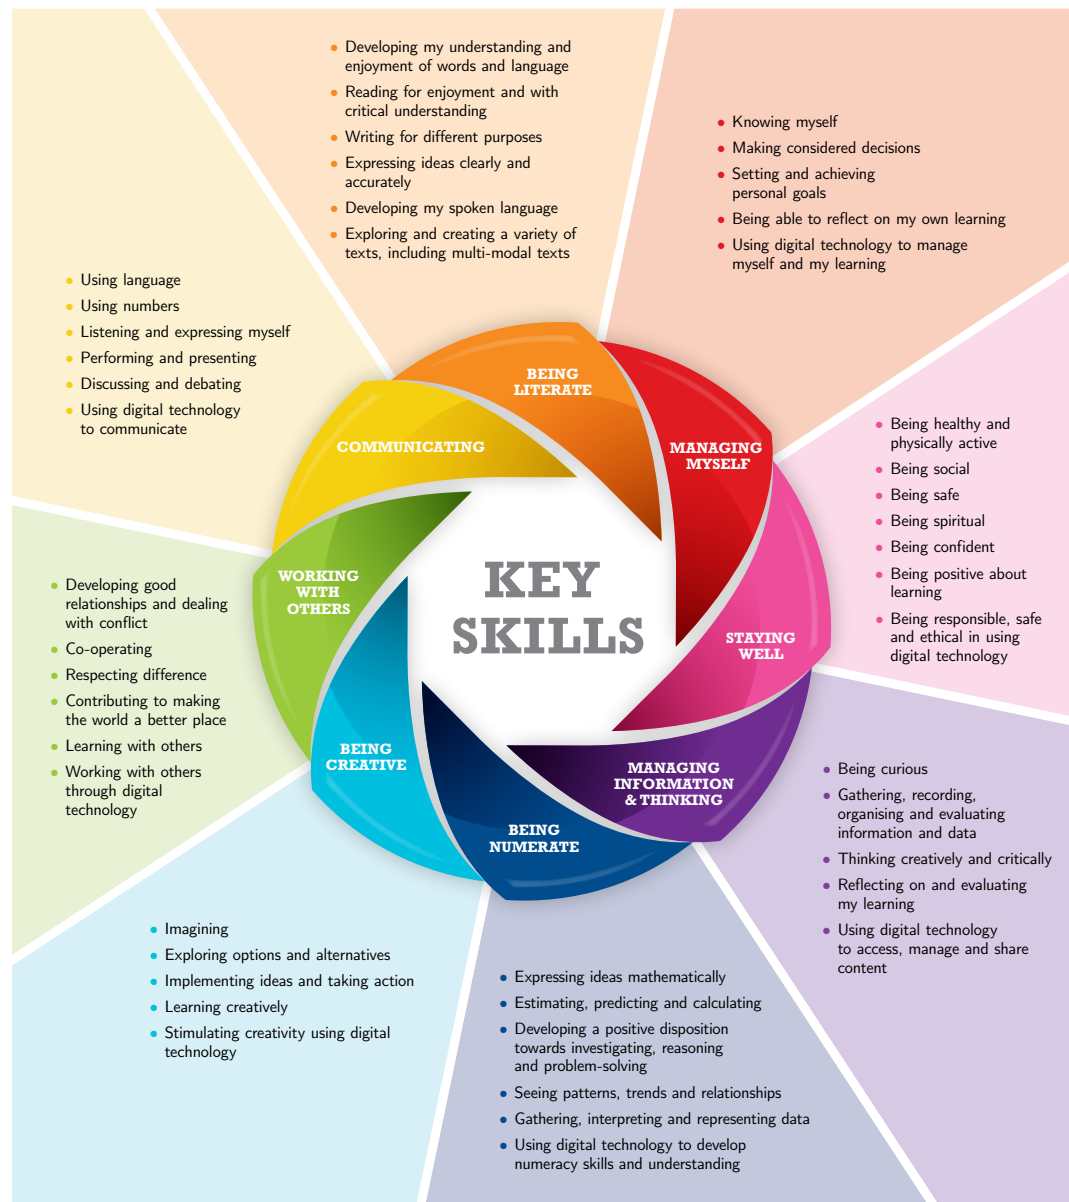 • Developing my understanding and
enjoyment of words and language
• Reading for enjoyment and with
critical understanding
• Writing for different purposes
• Expressing ideas clearly and
accurately
• Developing my spoken language
• Exploring and creating a variety of
texts, including multi-modal texts
• Knowing myself
• Making considered decisions
• Setting and achieving
personal goals
• Being able to reflect on my own learning
• Using digital technology to manage
myself and my learning
• Using language
• Using numbers
• Listening and expressing myself
• Performing and presenting
• Discussing and debating
• Using digital technology
to communicate
BEING
LITERATE
COMMUNICATING
MANAGING
MYSELF
• Being healthy and
physically active
• Being social
• Being safe
• Being spiritual
• Being confident
• Being positive about
learning
• Being responsible, safe
and ethical in using
digital technology
KEY
SKILLS
WORKING
WITH
OTHERS
STAYING
WELL
• Developing good
relationships and dealing
with conflict
• Co-operating
• Respecting difference
• Contributing to making
the world a better place
• Learning with others
• Working with others
through digital
technology
BEING
CREATIVE
MANAGING
INFORMATION
& THINKING
BEING
NUMERATE
• Being curious
• Gathering, recording,
organising and evaluating
information and data
• Thinking creatively and critically
• Reflecting on and evaluating
my learning
• Using digital technology
to access, manage and share
content
• Imagining
• Exploring options and alternatives
• Implementing ideas and taking action
• Learning creatively
• Stimulating creativity using digital
technology
• Expressing ideas mathematically
• Estimating, predicting and calculating
• Developing a positive disposition
towards investigating, reasoning
and problem-solving
• Seeing patterns, trends and relationships
• Gathering, interpreting and representing data
• Using digital technology to develop
numeracy skills and understanding